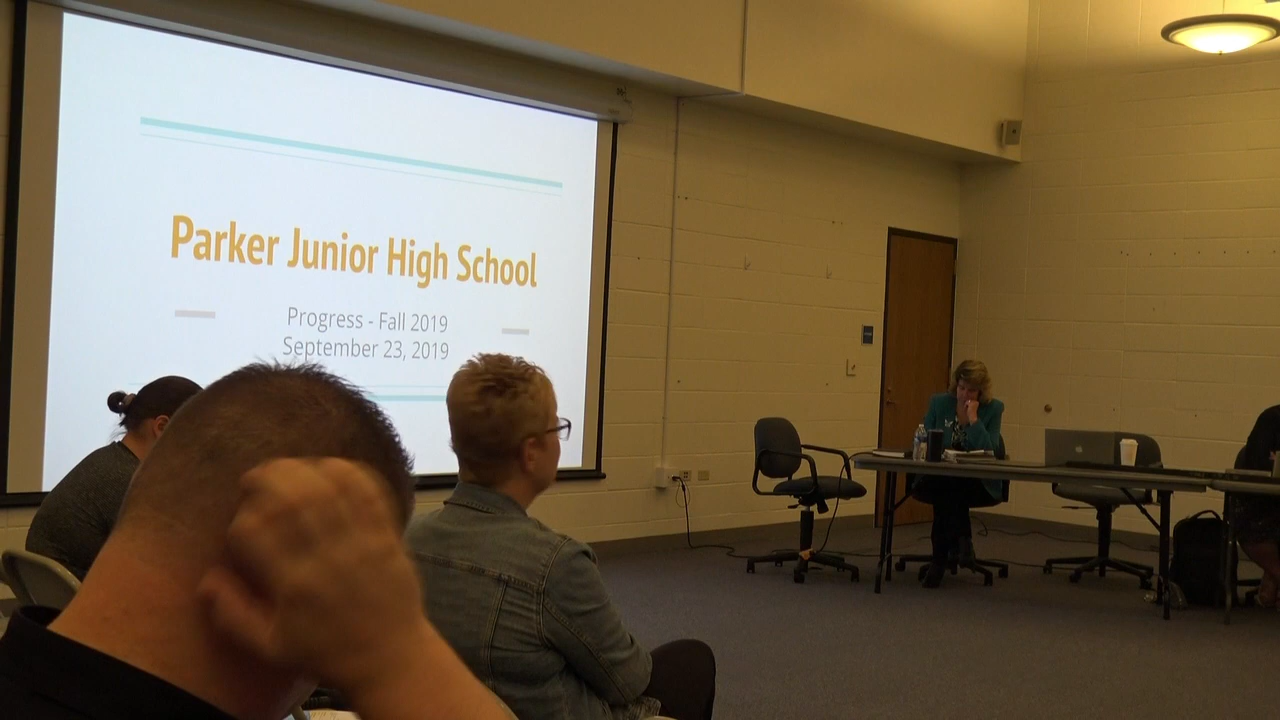 Parker Junior High School
Progress - Fall 2019
September 23, 2019